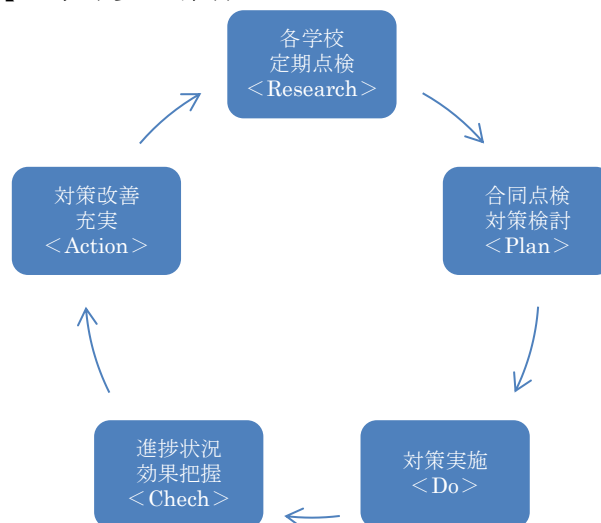 各学校
定期点検
＜Research＞
合同点検
対策検討
＜Plan＞
対策実施
＜Do＞
進捗状況
効果把握
＜Chech＞
対策改善
充実
＜Action＞